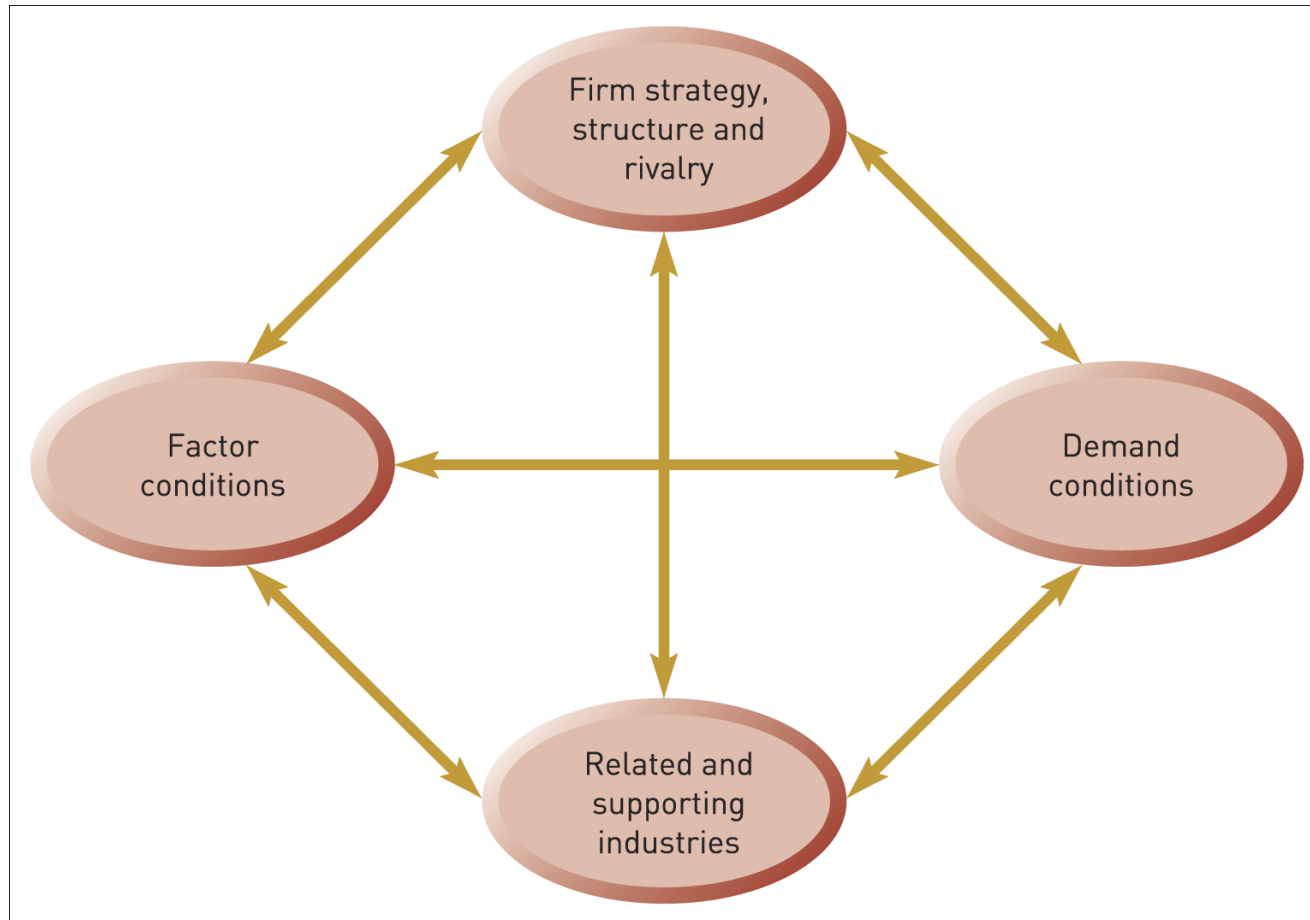 Firm strategy,
structure and
rivalry
Factor
conditions
Demand
conditions
Related and
supporting
industries